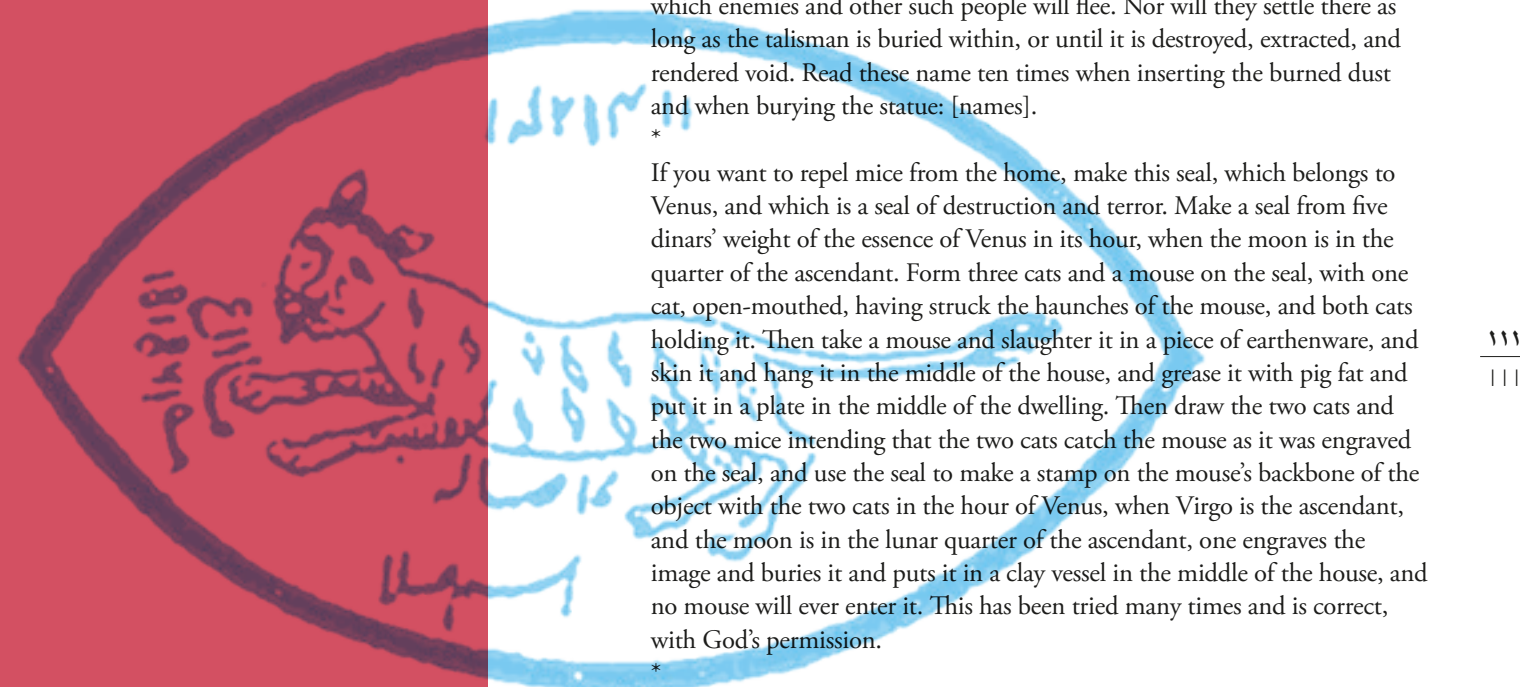 which enemies and other such people will flee. Nor will they settle there as
long as the talisman is buried within, or until it is destroyed, extracted, and
rendered void. Read these name ten times when inserting the burned dust
and when burying the statue: [names].
*
If you want to repel mice from the home, make this seal, which belongs to
Venus, and which is a seal of destruction and terror. Make a seal from five
dinars’ weight of the essence of Venus in its hour, when the moon is in the
quarter of the ascendant. Form three cats and a mouse on the seal, with one
cat, open-mouthed, having struck the haunches of the mouse, and both cats
holding it. Then take a mouse and slaughter it in a piece of earthenware, and
skin it and hang it in the middle of the house, and grease it with pig fat and
put it in a plate in the middle of the dwelling. Then draw the two cats and
the two mice intending that the two cats catch the mouse as it was engraved
on the seal, and use the seal to make a stamp on the mouse’s backbone of the
object with the two cats in the hour of Venus, when Virgo is the ascendant,
and the moon is in the lunar quarter of the ascendant, one engraves the
image and buries it and puts it in a clay vessel in the middle of the house, and
no mouse will ever enter it. This has been tried many times and is correct,
with God’s permission.
*
١١١
111